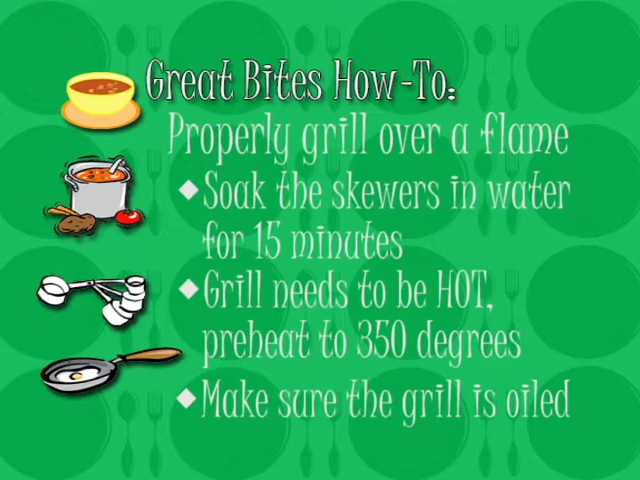 Great Bites How-To:
Properly grill over a flame
◆Soak the skewers in water
for 15 minutes
◆Grill needs to be HOT,
preheat to 350 degrees
◆Make sure the grill is oiled